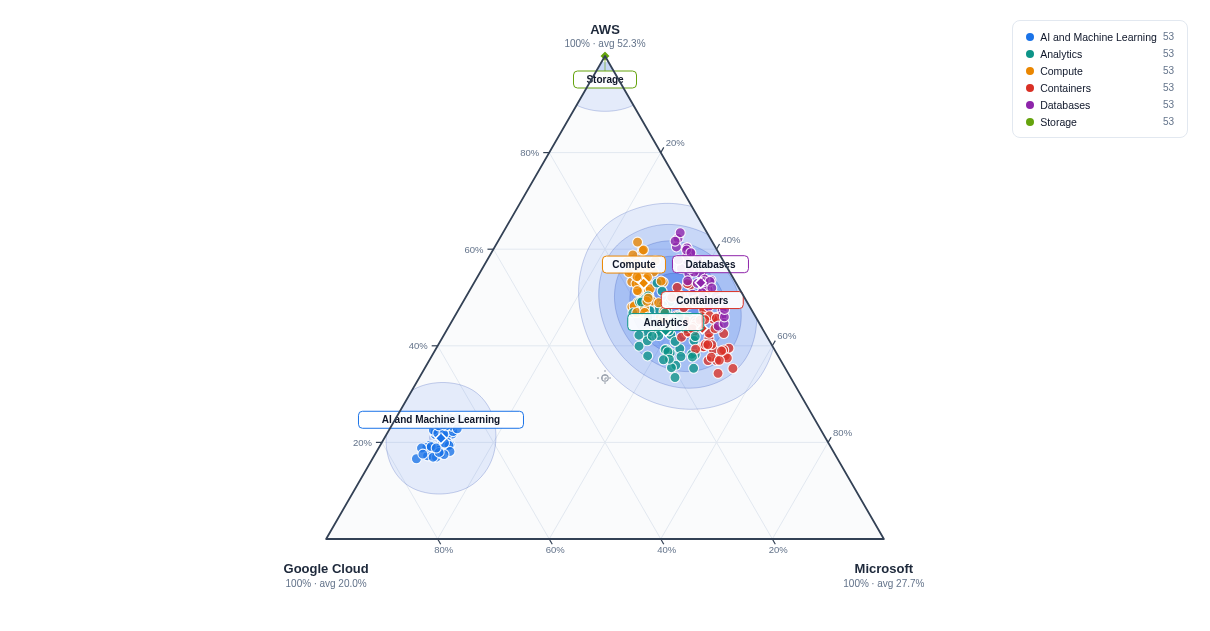 AWS
100% · avg 52.3%
AI and Machine Learning 53
Analytics 53
Compute 53
Containers 53
Databases 53
Storage 53
Storage
80%
20%
60%
40%
Compute
Databases
Containers
Analytics
40%
60%
AI and Machine Learning
20%
80%
80%
60%
40%
20%
Google Cloud
100% · avg 20.0%
Microsoft
100% · avg 27.7%